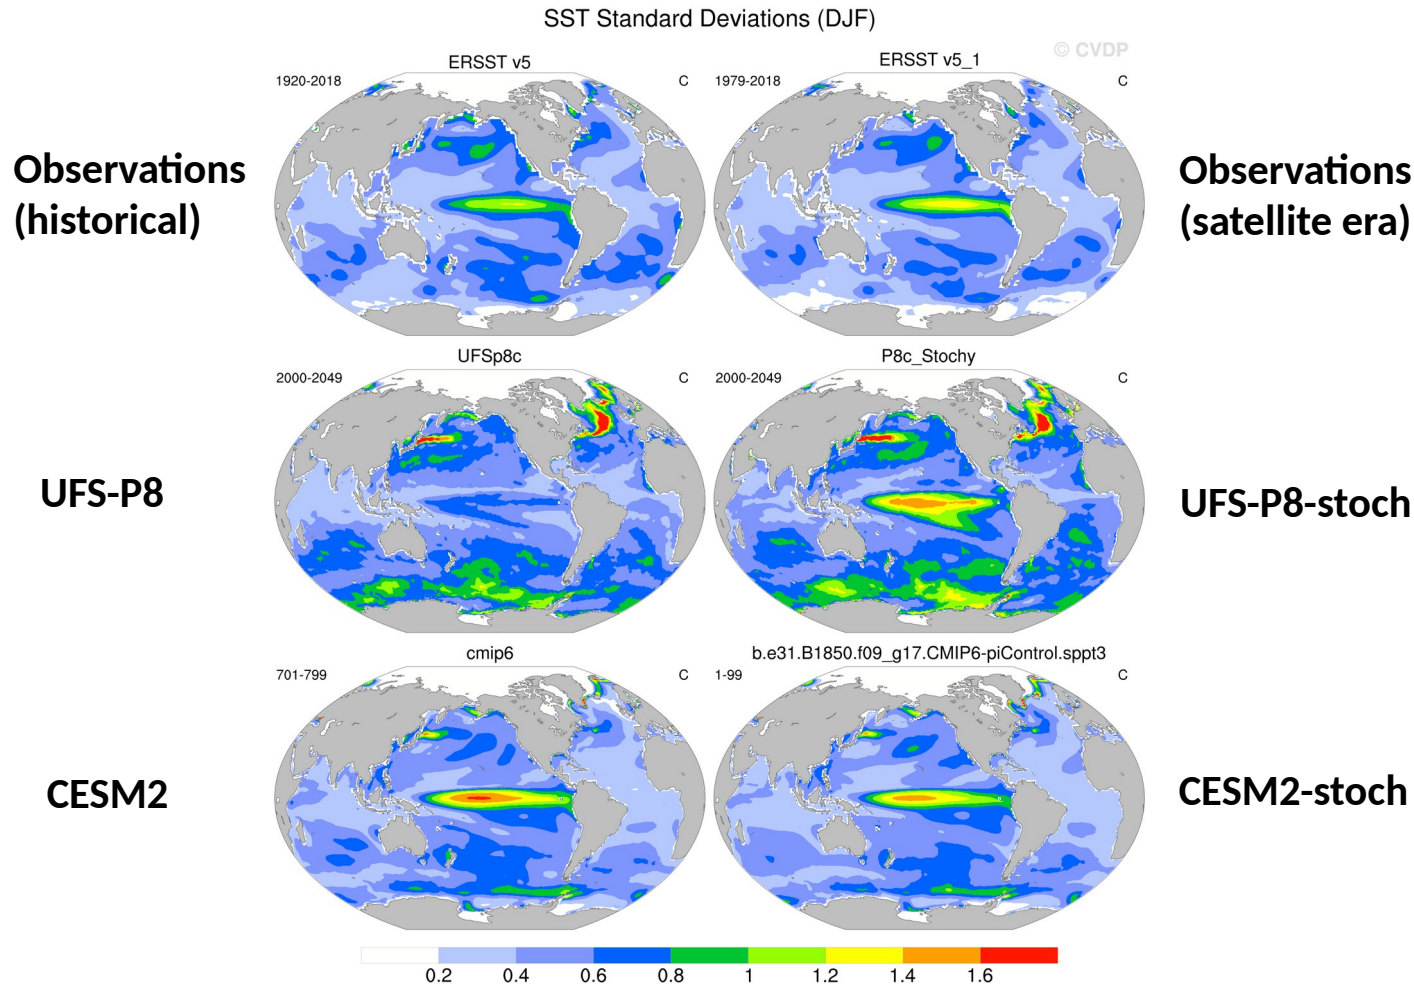 SST Standard Deviations (DJF)
© CVDP
ERSST v5
1920-2018
C
ERSST v5_1
1979-2018
C
Observations
(historical)
Observations
(satellite era)
UFSp8c
2000-2049
C
P8c_Stochy
2000-2049
C
UFS-P8
UFS-P8-stoch
cmip6
701-799
C
b.e31.B1850.f09_g17.CMIP6-piControl.sppt3
1-99
C
CESM2
CESM2-stoch
0.2 0.4 0.6 0.8 1 1.2 1.4 1.6